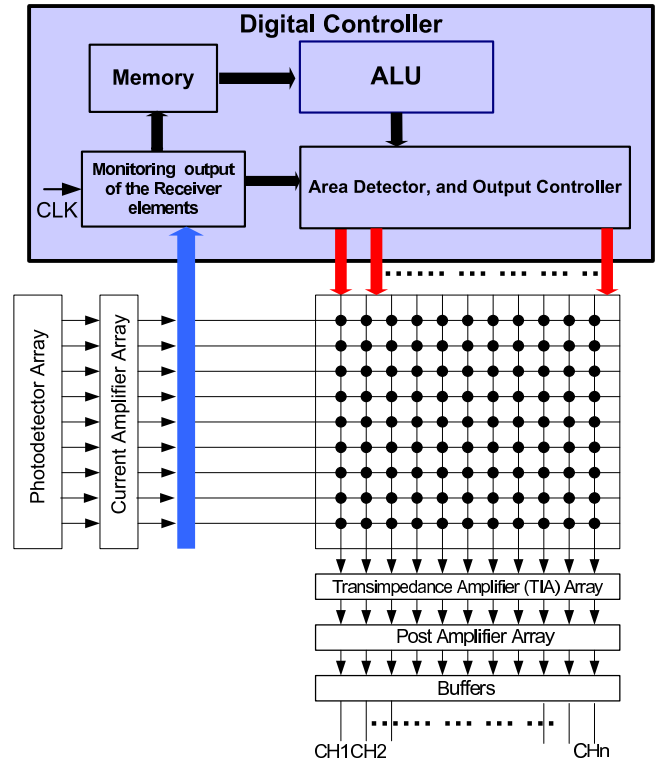 Digital Controller
Memory
ALU
Monitoring output
of the Receiver
elements
Area Detector, and Output Controller
CLK
Photodetector Array
Current Amplifier Array
Transimpedance Amplifier (TIA) Array
Post Amplifier Array
Buffers
CH1 CH2 CHn